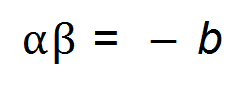 αβ = – b